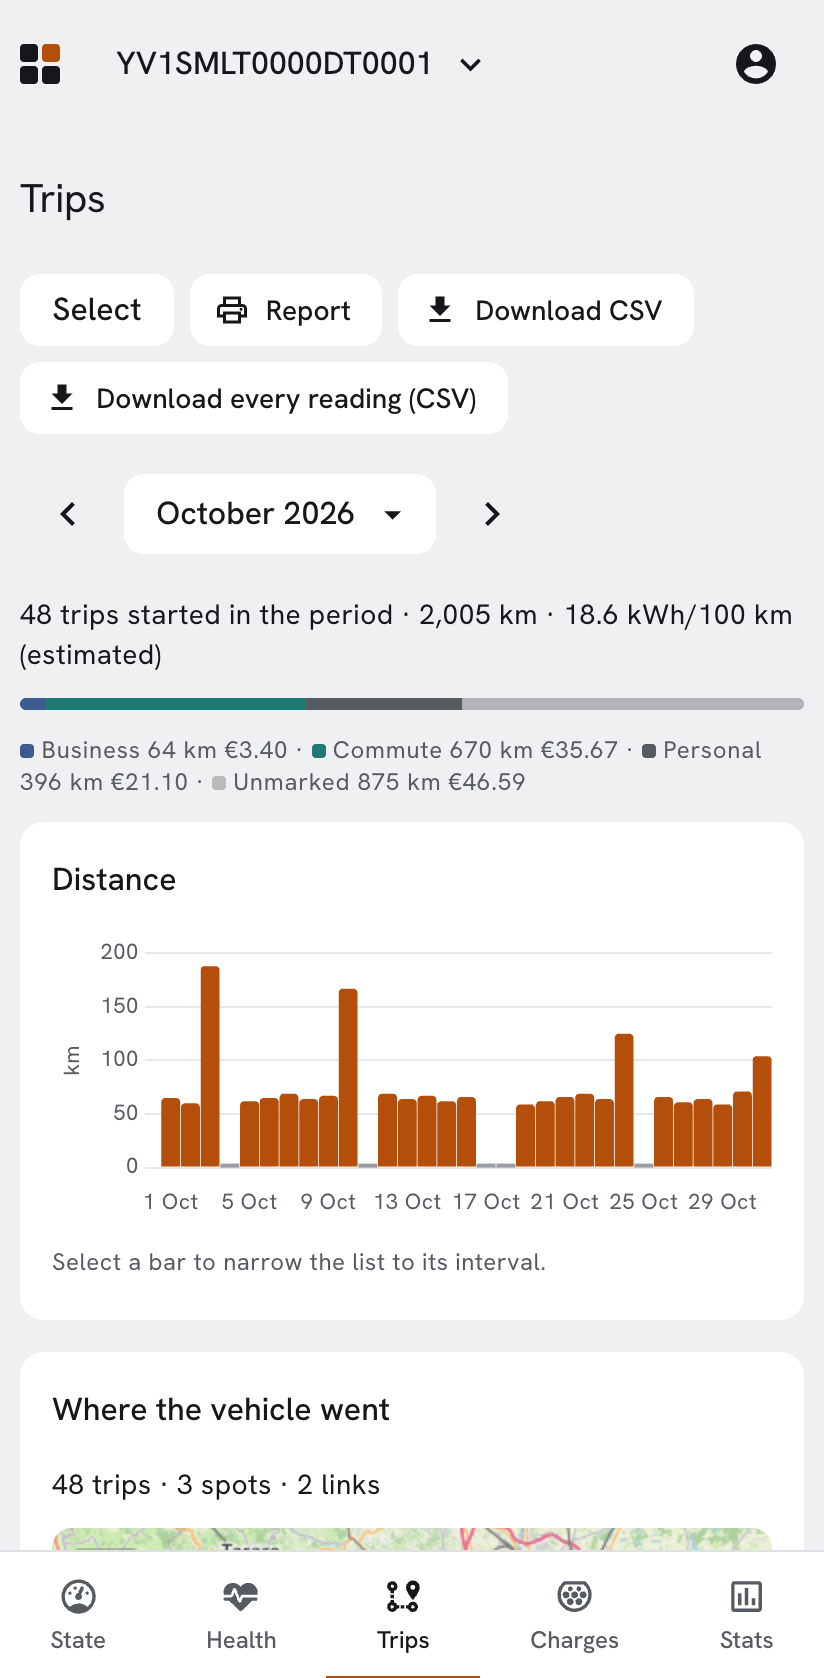 YV1SMLT0000DT0001
Trips
Select
Report
Download CSV
Download every reading (CSV)
October 2026
48 trips started in the period · 2,005 km · 18.6 kWh/100 km
(estimated)
Business 64 km €3.40 · Commute 670 km €35.67 · Personal
396 km €21.10 · Unmarked 875 km €46.59
Distance
km
200
150
100
50
0
1 Oct 5 Oct 9 Oct 13 Oct 17 Oct 21 Oct 25 Oct 29 Oct
Select a bar to narrow the list to its interval.
Where the vehicle went
48 trips · 3 spots · 2 links
State Health Trips Charges Stats